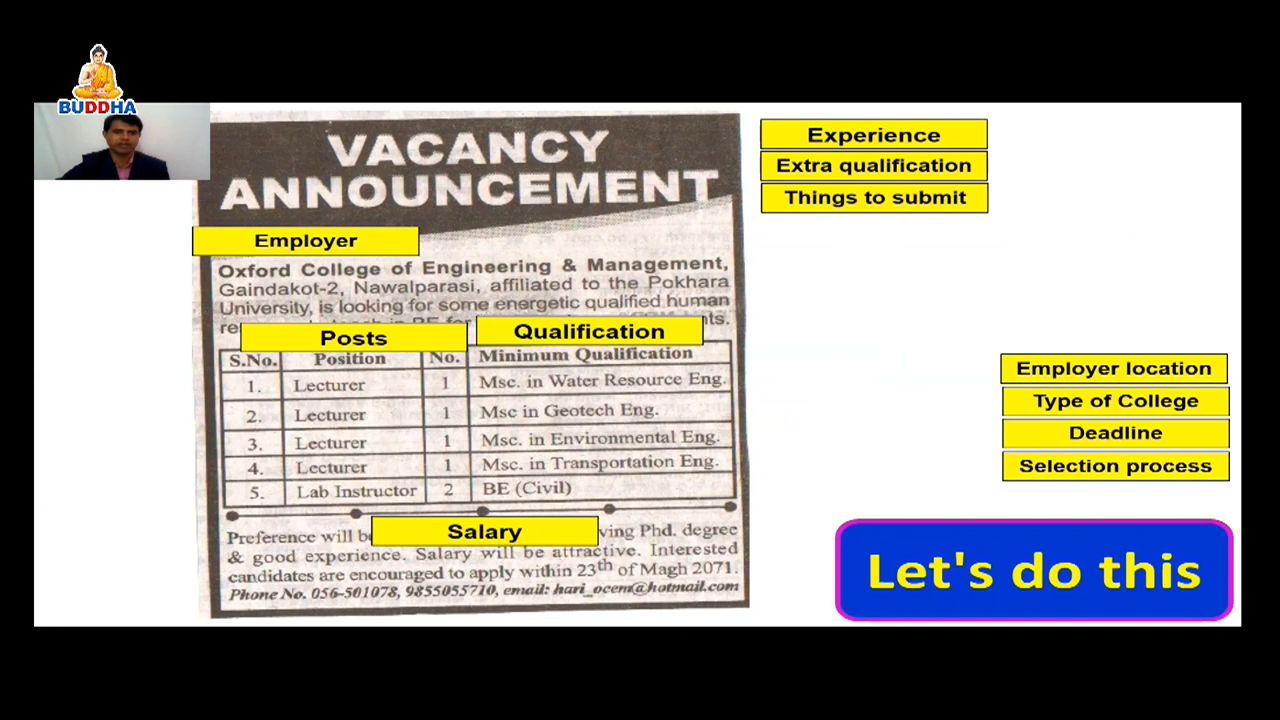 BUDDHA
VACANCY
ANNOUNCEMENT
Employer
Oxford College of Engineering & Management,
Gaindakot-2, Nawalparasi, affiliated to the Pokhara
University, is looking for some energetic qualified human
Posts
Qualification
S.No. Position No. Minimum Qualification
1. Lecturer 1 Msc. in Water Resource Eng.
2. Lecturer 1 Msc in Geotech Eng.
3. Lecturer 1 Msc. in Environmental Eng.
4. Lecturer 1 Msc. in Transportation Eng.
5. Lab Instructor 2 BE (Civil)
Salary
Preference will be ving Phd. degree
& good experience. Salary will be attractive. Interested
candidates are encouraged to apply within 23th of Magh 2071.
Phone No. 056-501078, 9855055710, email: hari_ocem@hotmail.com
Experience
Extra qualification
Things to submit
Employer location
Type of College
Deadline
Selection process
Let's do this